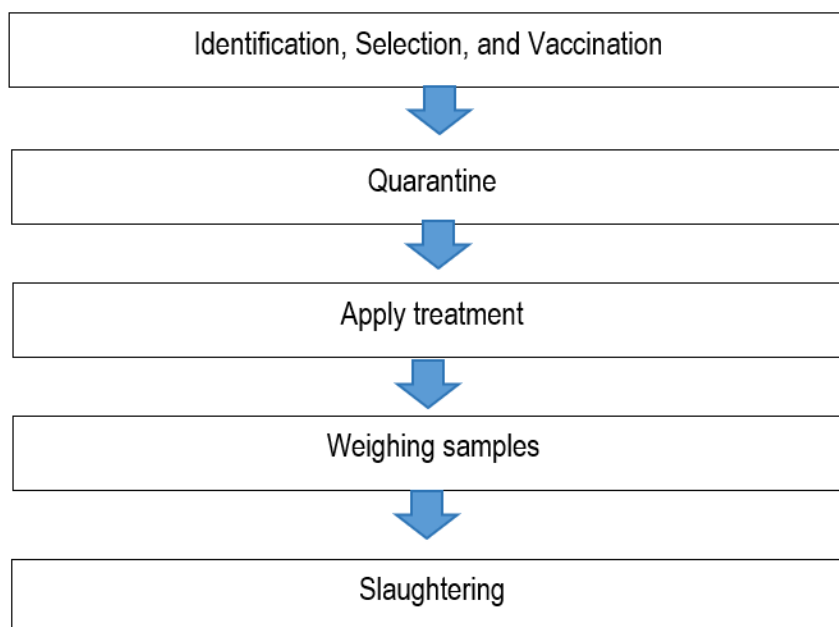 Identification, Selection, and Vaccination
Quarantine
Apply treatment
Weighing samples
Slaughtering